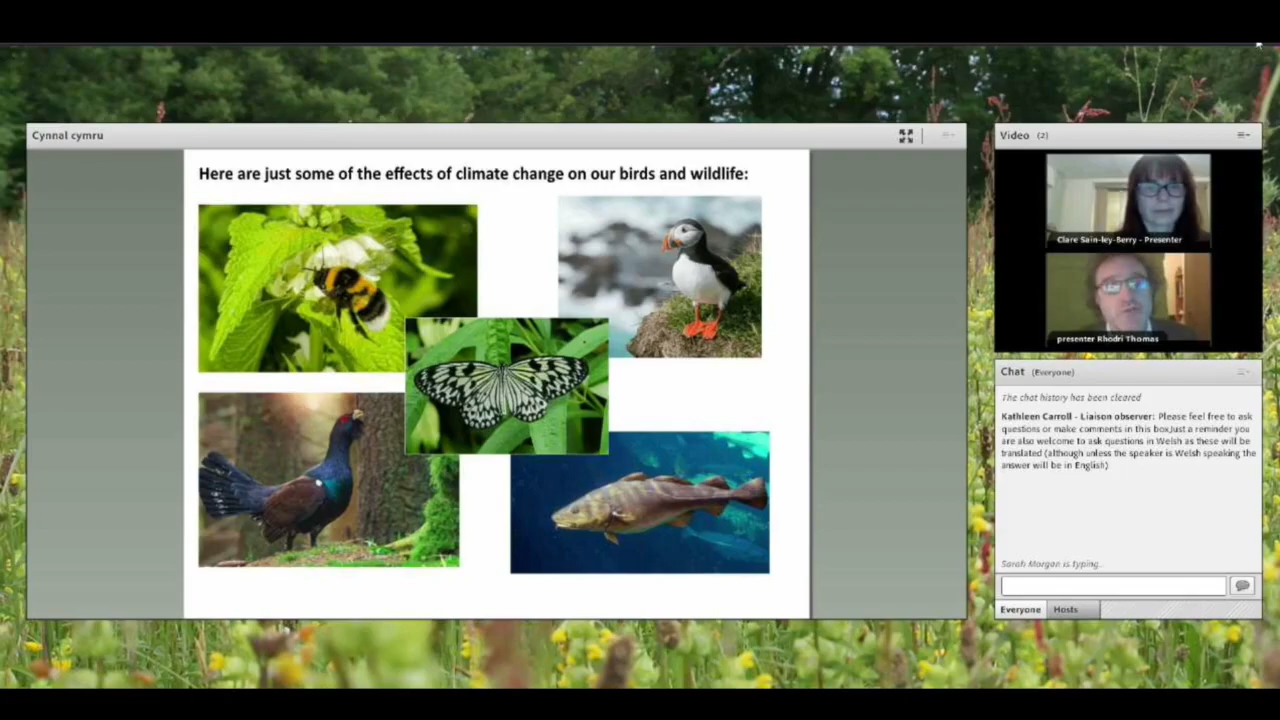 Cynnal cymru
Here are just some of the effects of climate change on our birds and wildlife:
Video (2)
Clare Sain-ley-Berry - Presenter
presenter Rhodri Thomas
Chat (Everyone)
The chat history has been cleared
Kathleen Carroll - Liaison observer: Please feel free to ask
questions or make comments in this box,Just a reminder you
are also welcome to ask questions in Welsh as these will be
translated (although unless the speaker is Welsh speaking the
answer will be in English)
Sarah Morgan is typing..
Everyone Hosts